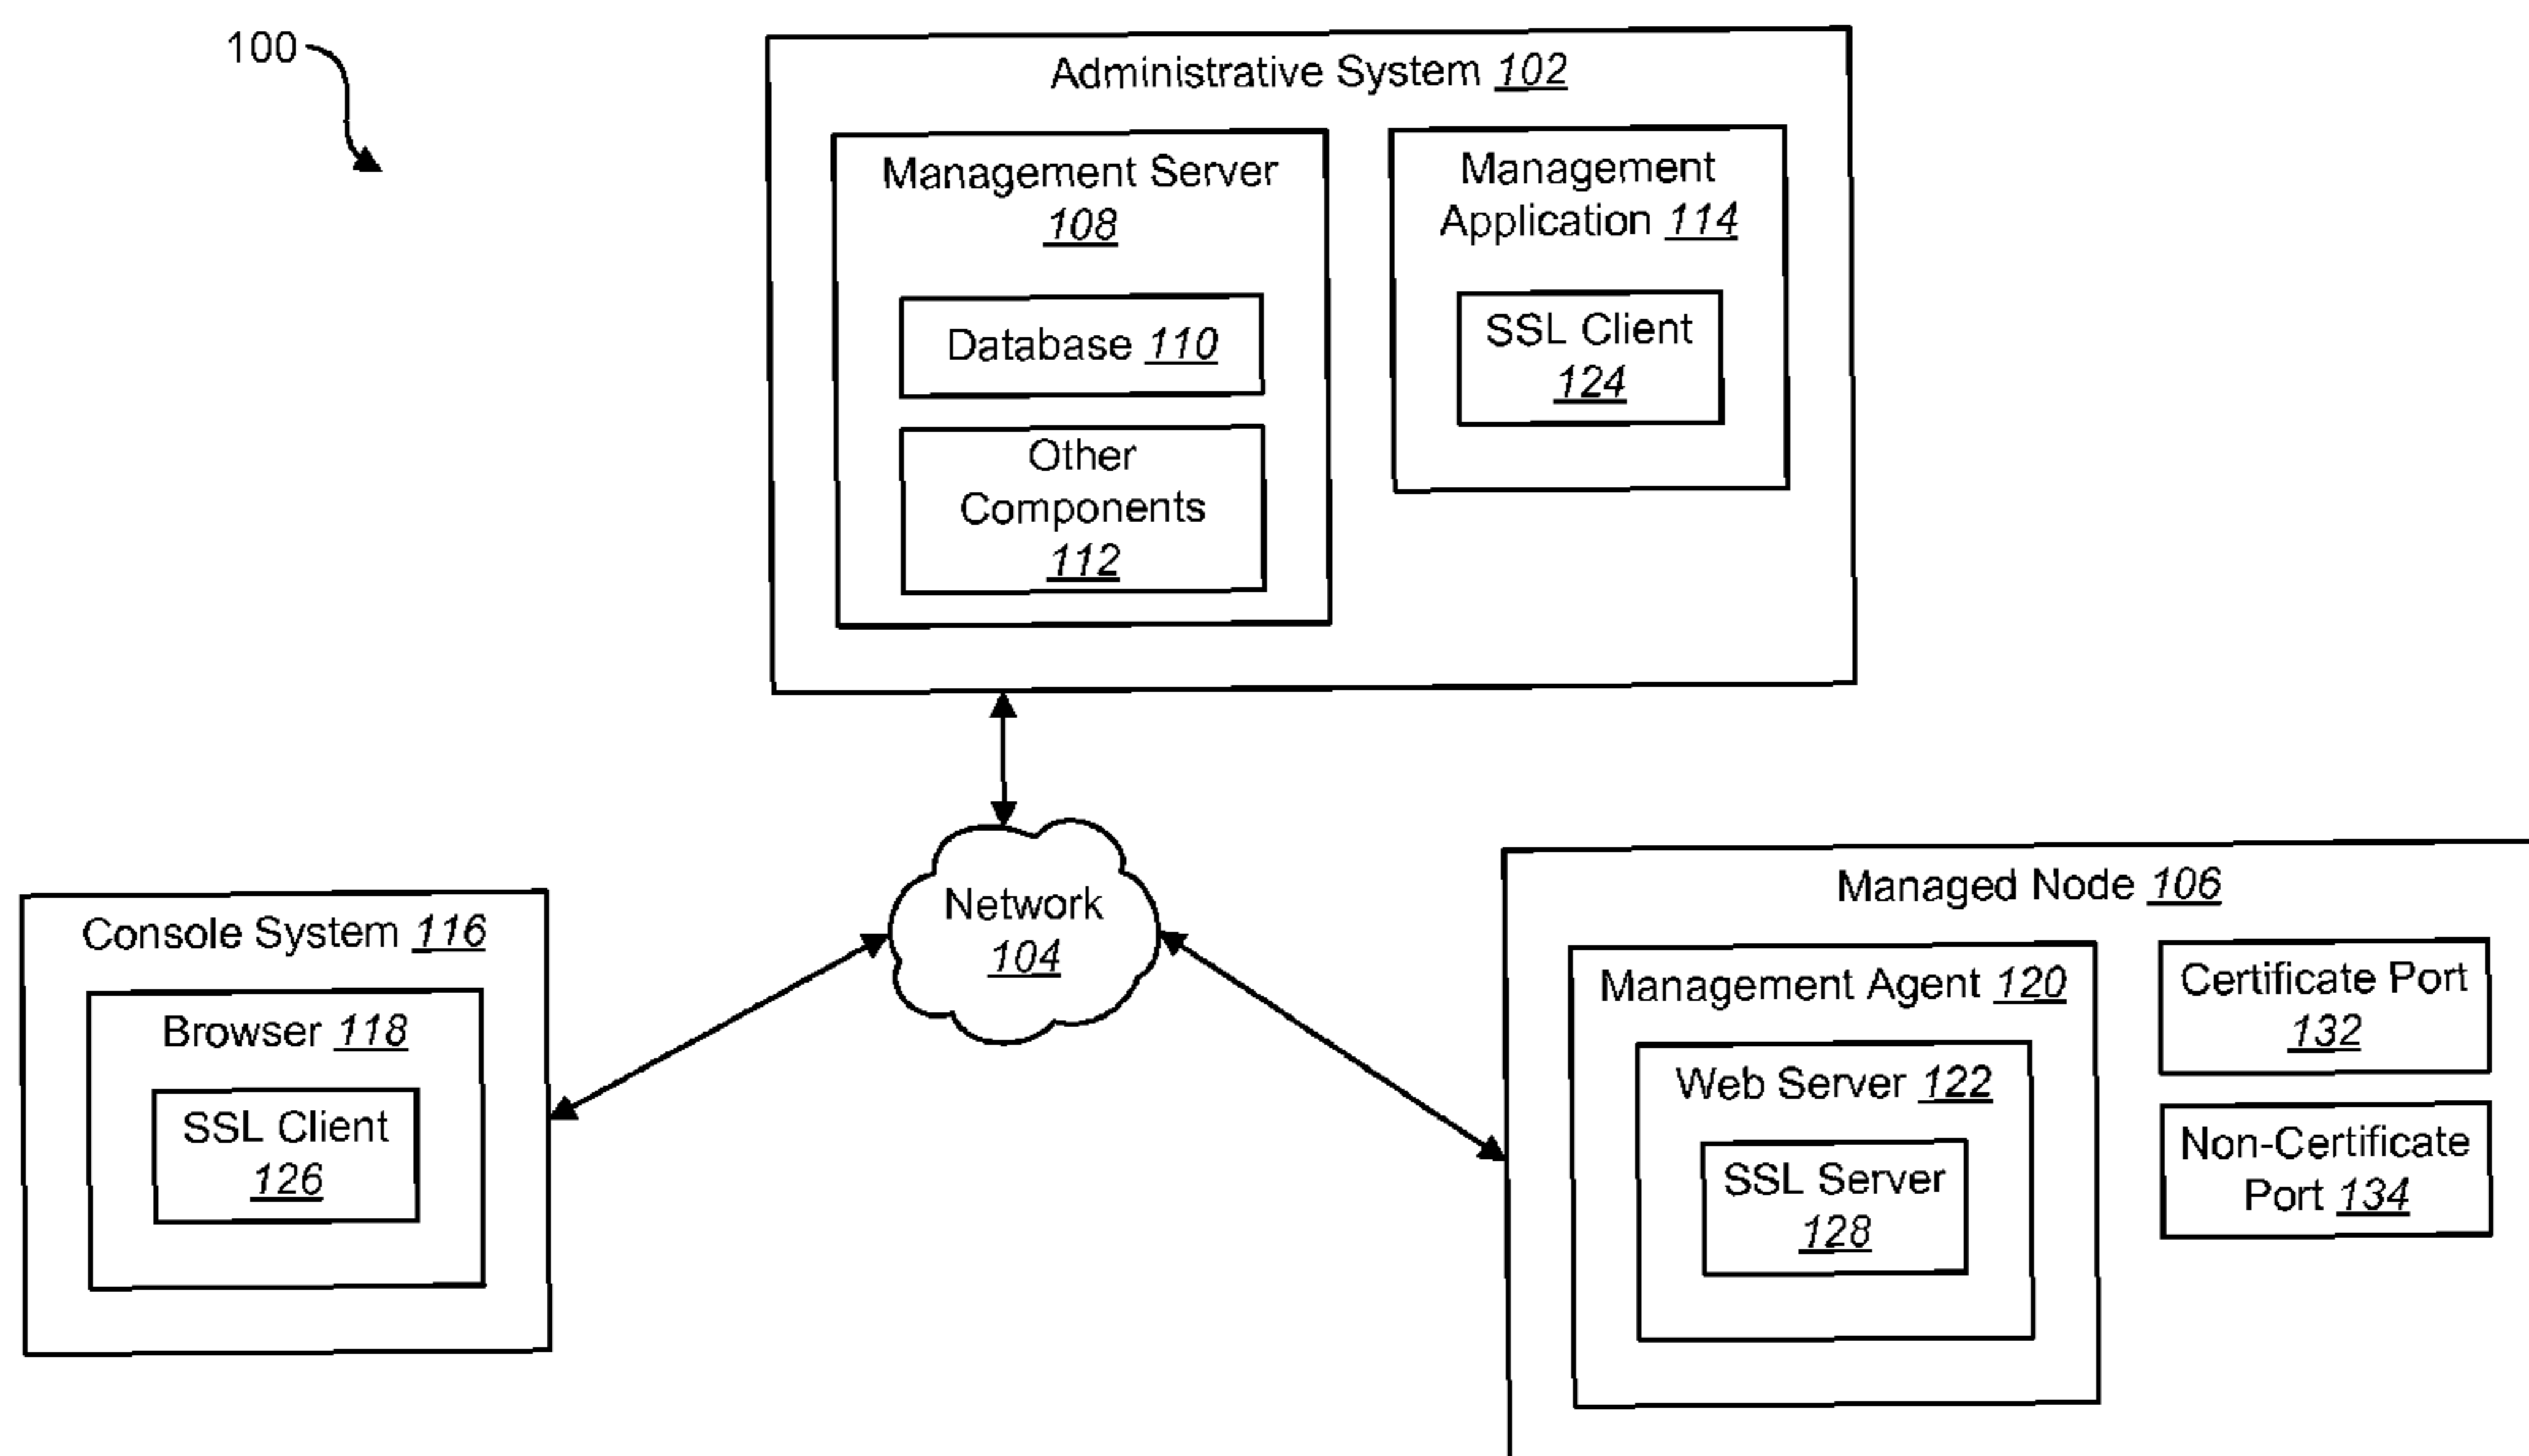 100
Administrative System 102
Management Server
108
Database 110
Other
Components
112
Management
Application 114
SSL Client
124
Network
104
Console System 116
Browser 118
SSL Client
126
Managed Node 106
Management Agent 120
Web Server 122
SSL Server
128
Certificate Port
132
Non-Certificate
Port 134